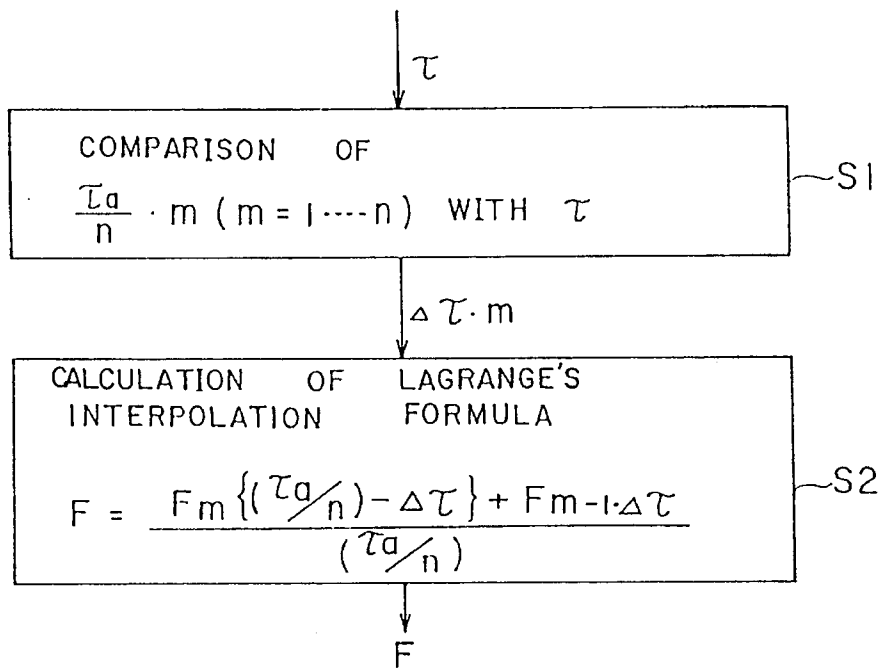 τ
COMPARISON OF
τa/n · m (m = 1 ---- n) WITH τ
S1
Δτ·m
CALCULATION OF LAGRANGE'S
INTERPOLATION FORMULA
F = Fm{(τa/n) - Δτ} + Fm-1·Δτ / (τa/n)
S2
F